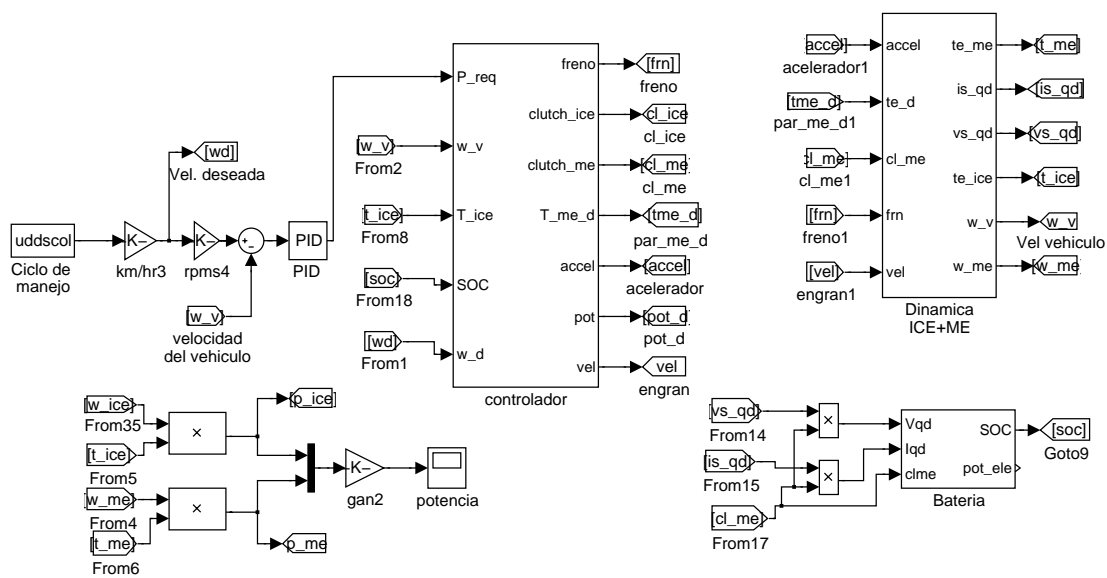 uddscol
Ciclo de
manejo
K–
km/hr3
[wd]
Vel. deseada
K–
rpms4
+
–
PID
PID
[w_v]
velocidad
del vehiculo
[w_v]
From2
[t_ice]
From8
[soc]
From18
[wd]
From1
P_req
w_v
T_ice
SOC
w_d
freno
clutch_ice
clutch_me
T_me_d
accel
pot
vel
controlador
[frn]
freno
[cl_ice]
cl_ice
[cl_me]
cl_me
[tme_d]
par_me_d
[accel]
acelerador
[pot_d]
pot_d
vel
engran
[accel]
acelerador1
[tme_d]
par_me_d1
[cl_me]
cl_me1
[frn]
freno1
[vel]
engran1
accel
te_d
cl_me
frn
vel
te_me
is_qd
vs_qd
te_ice
w_v
w_me
Dinamica
ICE+ME
[t_me]
[is_qd]
[vs_qd]
[t_ice]
w_v
Vel vehiculo
[w_me]
[w_ice]
From35
[t_ice]
From5
[w_me]
From4
[t_me]
From6
×
×
[p_ice]
[p_me]
-K-
gan2
potencia
[vs_qd]
From14
[is_qd]
From15
[cl_me]
From17
×
×
Vqd
Iqd
clme
SOC
pot_ele
Bateria
[soc]
Goto9